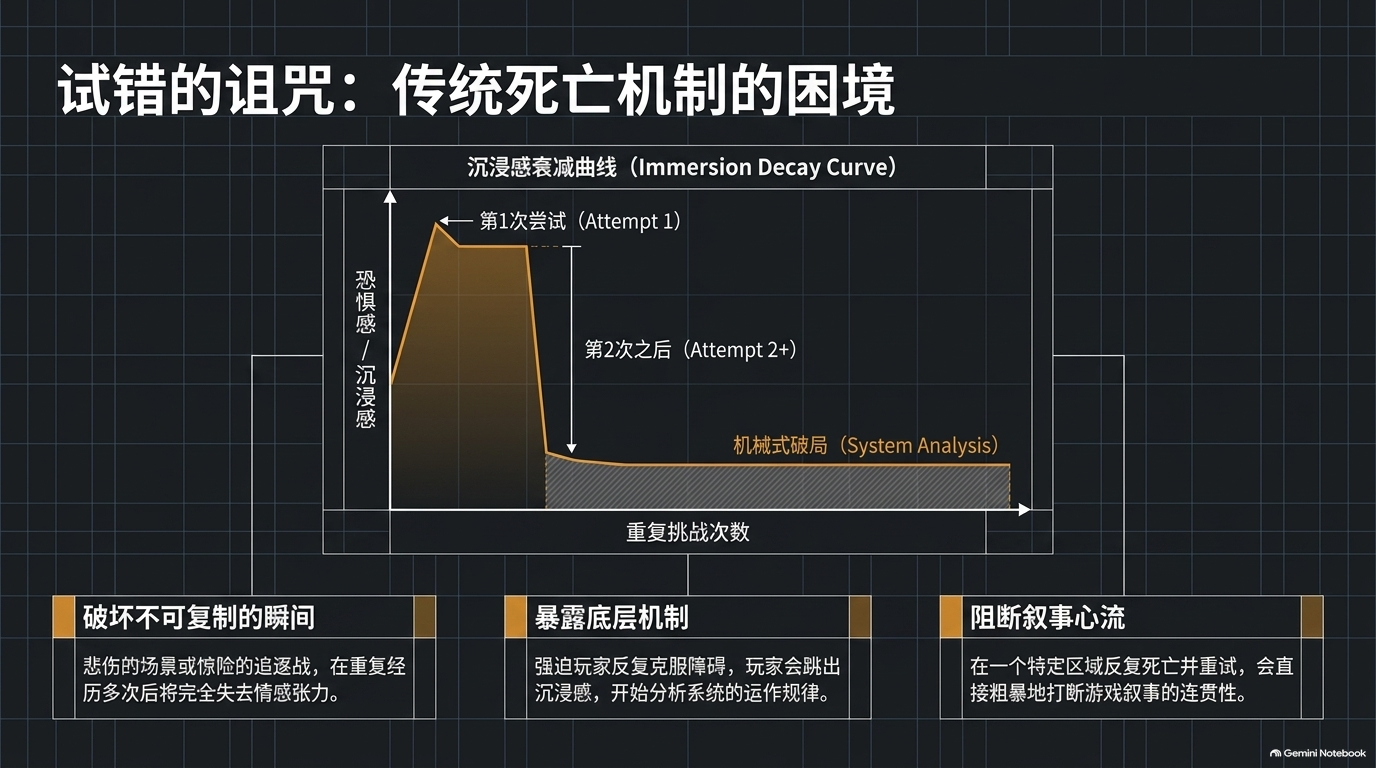 试错的诅咒：传统死亡机制的困境
沉浸感衰减曲线（Immersion Decay Curve）
第1次尝试（Attempt 1）
恐惧感/沉浸感
第2次之后（Attempt 2+）
机械式破局（System Analysis）
重复挑战次数
破坏不可复制的瞬间
悲伤的场景或惊险的追逐战，在重复经
历多次后将完全失去情感张力。
暴露底层机制
强迫玩家反复克服障碍，玩家会跳出
沉浸感，开始分析系统的运作规律。
阻断叙事心流
在一个特定区域反复死亡并重试，会直
接粗暴地打断游戏叙事的连贯性。
Gemini Notebook